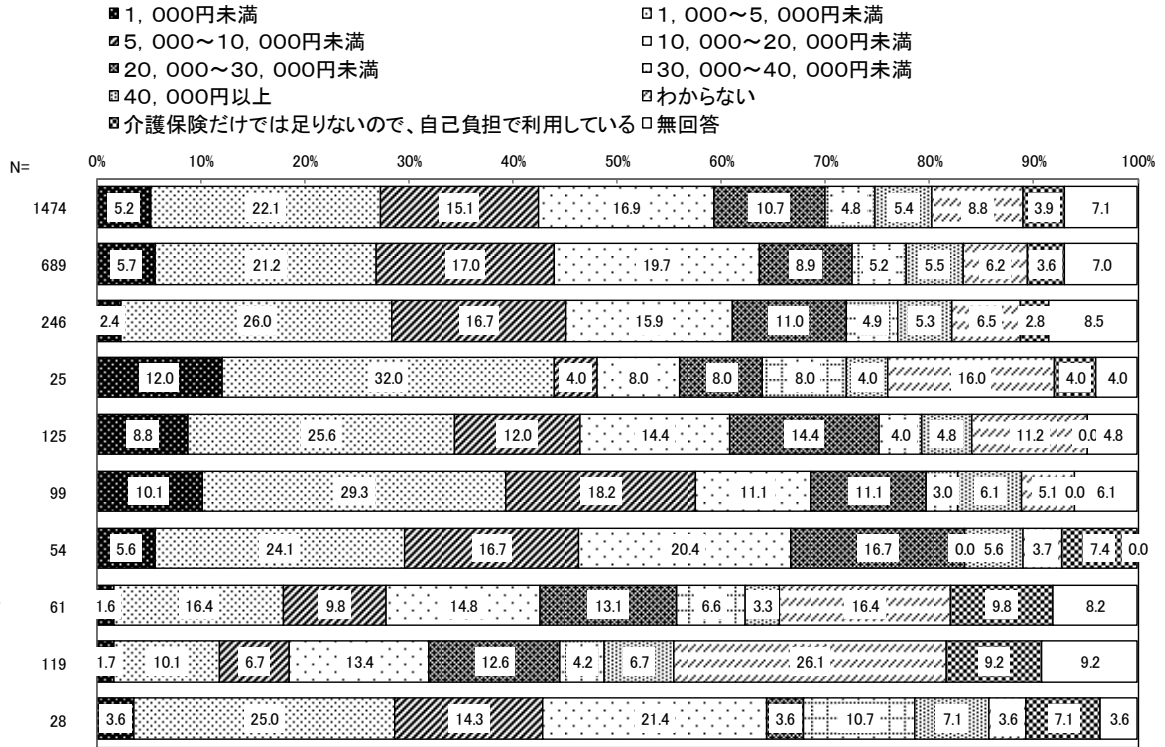 1，000円未満 1，000～5，000円未満
5，000～10，000円未満 10，000～20，000円未満
20，000～30，000円未満 30，000～40，000円未満
40，000円以上 わからない
介護保険だけでは足りないので、自己負担で利用している 無回答
N= 0% 10% 20% 30% 40% 50% 60% 70% 80% 90% 100%
1474 5.2 22.1 15.1 16.9 10.7 4.8 5.4 8.8 3.9 7.1
689 5.7 21.2 17.0 19.7 8.9 5.2 5.5 6.2 3.6 7.0
246 2.4 26.0 16.7 15.9 11.0 4.9 5.3 6.5 2.8 8.5
25 12.0 32.0 4.0 8.0 8.0 8.0 4.0 16.0 4.0 4.0
125 8.8 25.6 12.0 14.4 14.4 4.0 4.8 11.2 0.0 4.8
99 10.1 29.3 18.2 11.1 11.1 3.0 6.1 5.1 0.0 6.1
54 5.6 24.1 16.7 20.4 16.7 0.0 5.6 3.7 7.4 0.0
61 1.6 16.4 9.8 14.8 13.1 6.6 3.3 16.4 9.8 8.2
119 1.7 10.1 6.7 13.4 12.6 4.2 6.7 26.1 9.2 9.2
28 3.6 25.0 14.3 21.4 3.6 10.7 7.1 3.6 7.1 3.6